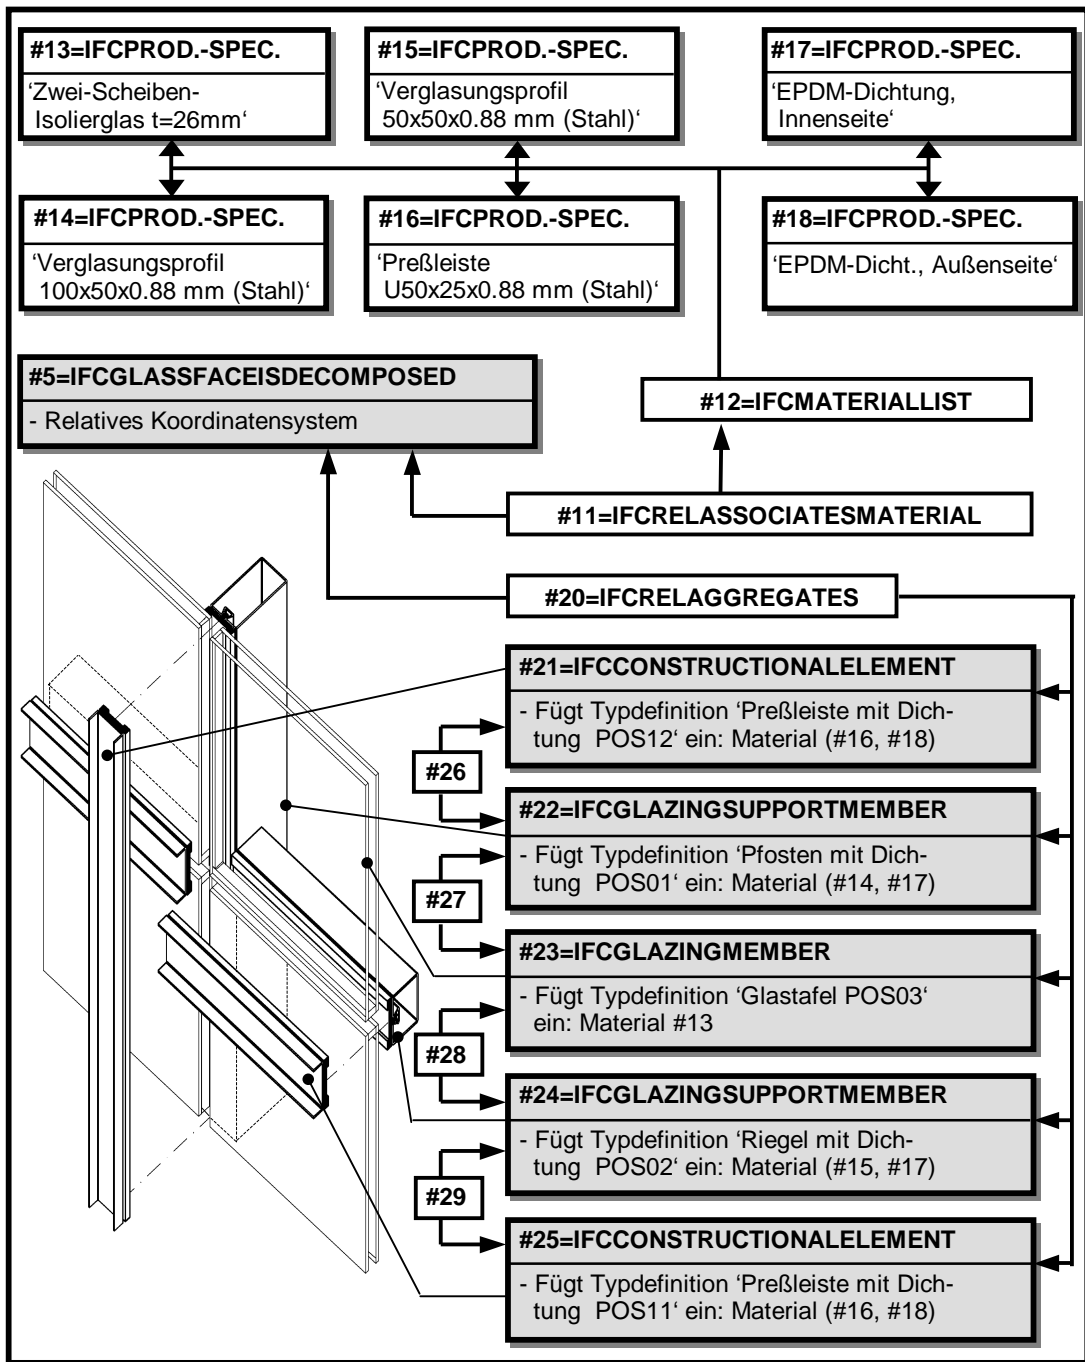 #13=IFCPROD.-SPEC.
‘Zwei-Scheiben-
Isolierglas t=26mm‘
#15=IFCPROD.-SPEC.
‘Verglasungsprofil
50x50x0.88 mm (Stahl)‘
#17=IFCPROD.-SPEC.
‘EPDM-Dichtung,
Innenseite‘
#14=IFCPROD.-SPEC.
‘Verglasungsprofil
100x50x0.88 mm (Stahl)‘
#16=IFCPROD.-SPEC.
‘Preßleiste
U50x25x0.88 mm (Stahl)‘
#18=IFCPROD.-SPEC.
‘EPDM-Dicht., Außenseite‘
#5=IFCGLASSFACEISDECOMPOSED
- Relatives Koordinatensystem
#12=IFCMATERIALLIST
#11=IFCRELASSOCIATESMATERIAL
#20=IFCRELAGGREGATES
#21=IFCCONSTRUCTIONALELEMENT
- Fügt Typdefinition ‘Preßleiste mit Dich-
tung POS12‘ ein: Material (#16, #18)
#26
#22=IFCGLAZINGSUPPORTMEMBER
- Fügt Typdefinition ‘Pfosten mit Dich-
tung POS01‘ ein: Material (#14, #17)
#27
#23=IFCGLAZINGMEMBER
- Fügt Typdefinition ‘Glastafel POS03‘
ein: Material #13
#28
#24=IFCGLAZINGSUPPORTMEMBER
- Fügt Typdefinition ‘Riegel mit Dich-
tung POS02‘ ein: Material (#15, #17)
#29
#25=IFCCONSTRUCTIONALELEMENT
- Fügt Typdefinition ‘Preßleiste mit Dich-
tung POS11‘ ein: Material (#16, #18)